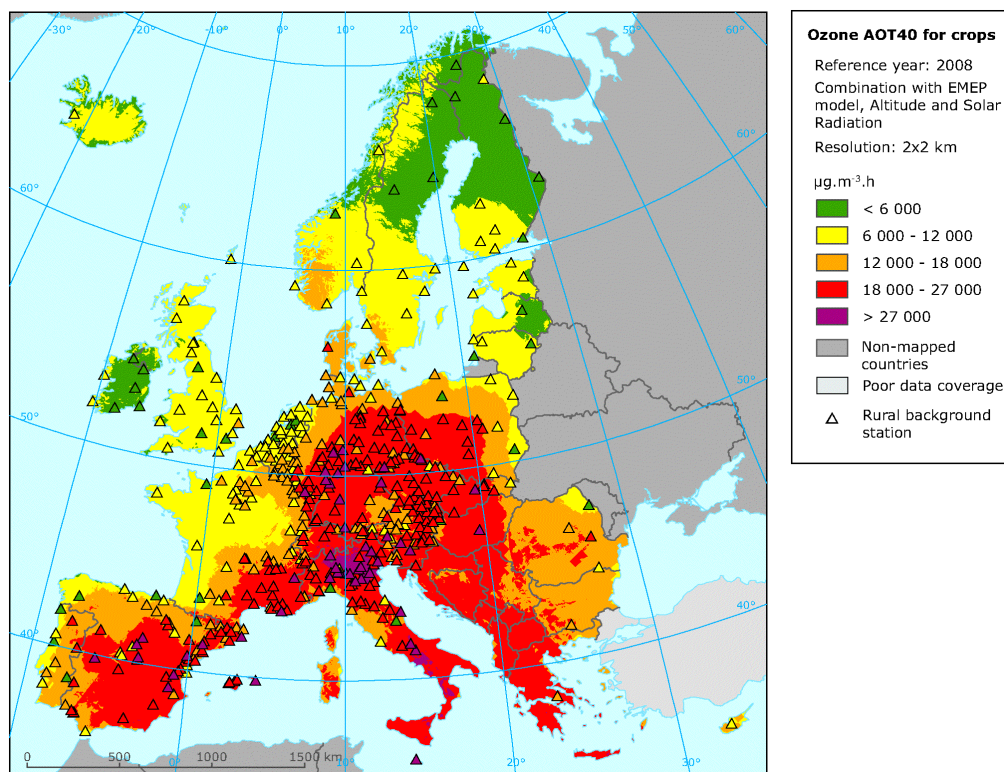 -30° -20° -10° 0° 10° 20° 30° 40° 50° 60°
60°
60°
50°
50°
40°
40°
0 500 1000 1500 km
0° 10° 20° 30°
Ozone AOT40 for crops
Reference year: 2008
Combination with EMEP
model, Altitude and Solar
Radiation
Resolution: 2x2 km
µg.m-3.h
< 6 000
6 000 - 12 000
12 000 - 18 000
18 000 - 27 000
> 27 000
Non-mapped
countries
Poor data coverage
Rural background
station